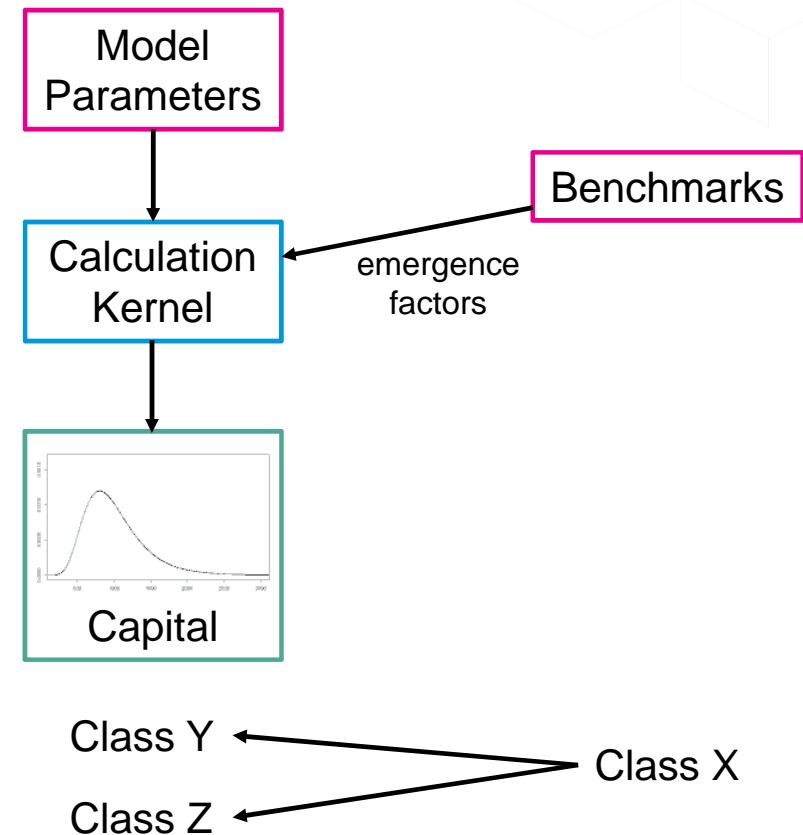 Model
Parameters
Benchmarks
Calculation
Kernel
emergence
factors
Capital
Class Y
Class X
Class Z